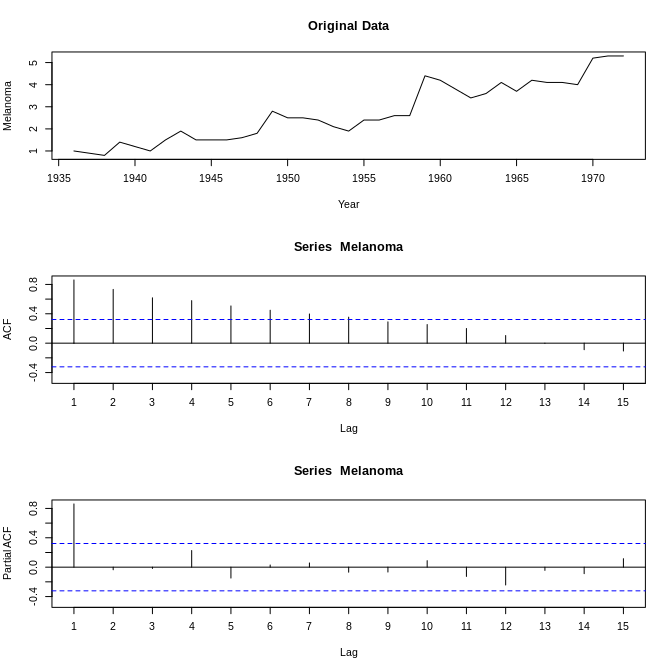 Original Data
Melanoma
5
4
3
2
1
1935 1940 1945 1950 1955 1960 1965 1970
Year
Series Melanoma
ACF
0.8
0.4
0.0
-0.4
1 2 3 4 5 6 7 8 9 10 11 12 13 14 15
Lag
Series Melanoma
Partial ACF
0.8
0.4
0.0
-0.4
1 2 3 4 5 6 7 8 9 10 11 12 13 14 15
Lag